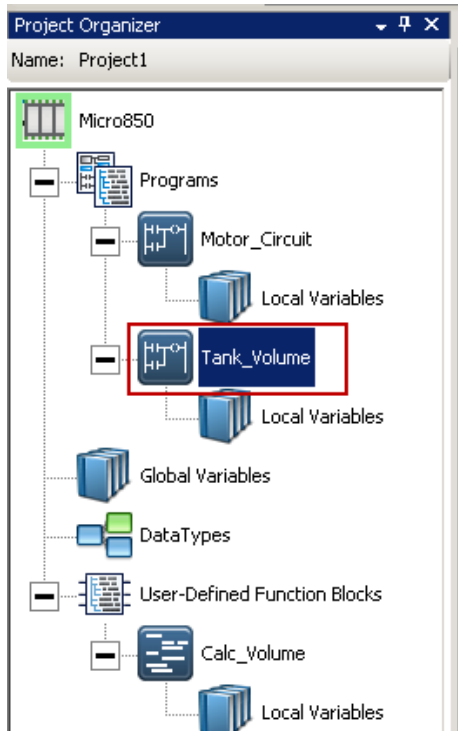 Project Organizer
Name: Project1
Micro850
Programs
Motor_Circuit
Local Variables
Tank_Volume
Local Variables
Global Variables
DataTypes
User-Defined Function Blocks
Calc_Volume
Local Variables